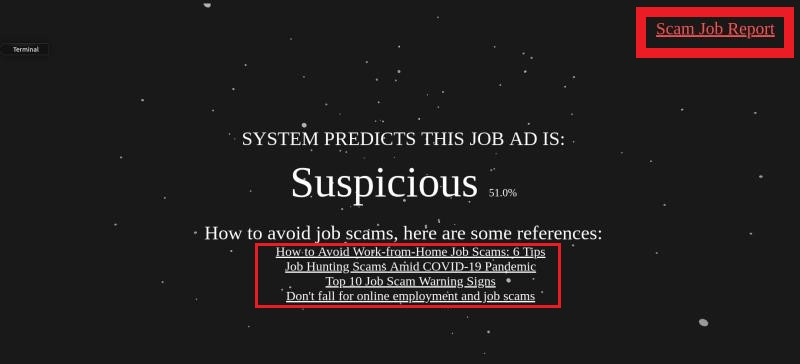 Scam Job Report
Terminal
SYSTEM PREDICTS THIS JOB AD IS:
Suspicious 51.0%
How to avoid job scams, here are some references:
How to Avoid Work-from-Home Job Scams: 6 Tips
Job Hunting Scams Amid COVID-19 Pandemic
Top 10 Job Scam Warning Signs
Don't fall for online employment and job scams